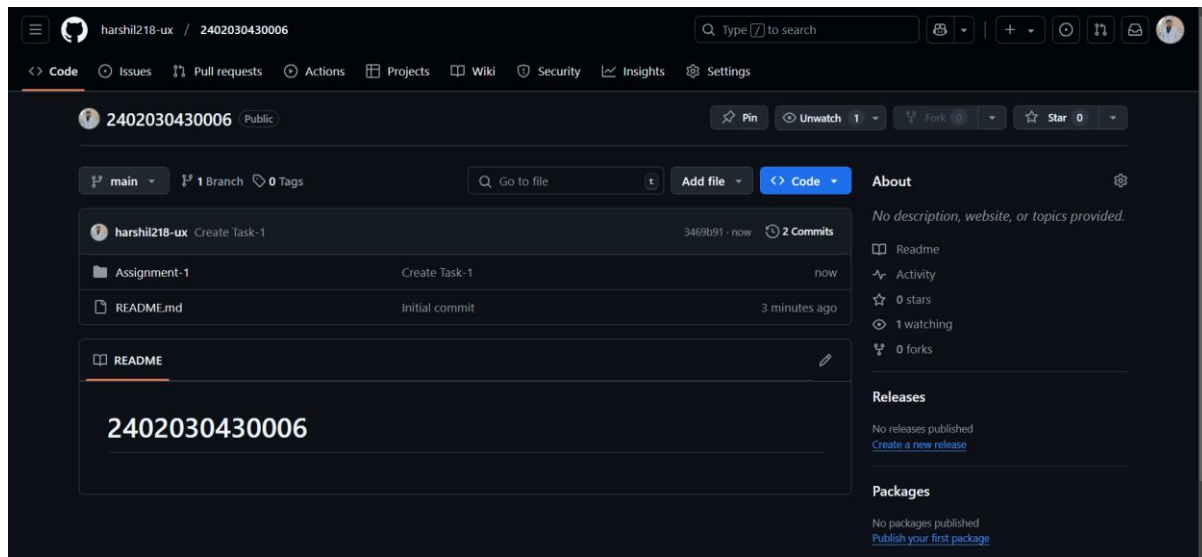 harshil218-ux / 2402030430006
Type / to search
Code Issues Pull requests Actions Projects Wiki Security Insights Settings
2402030430006 Public
Pin Unwatch 1 Fork 0 Star 0
main 1 Branch 0 Tags Go to file t Add file Code
harshil218-ux Create Task-1 3469b91 · now 2 Commits
Assignment-1 Create Task-1 now
README.md Initial commit 3 minutes ago
README
2402030430006
About
No description, website, or topics provided.
Readme
Activity
0 stars
1 watching
0 forks
Releases
No releases published
Create a new release
Packages
No packages published
Publish your first package